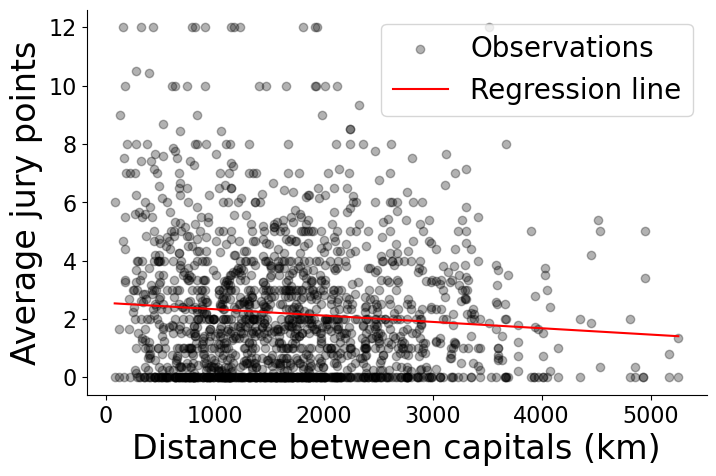 Observations
Regression line
12
10
8
6
4
2
0
Average jury points
0 1000 2000 3000 4000 5000
Distance between capitals (km)